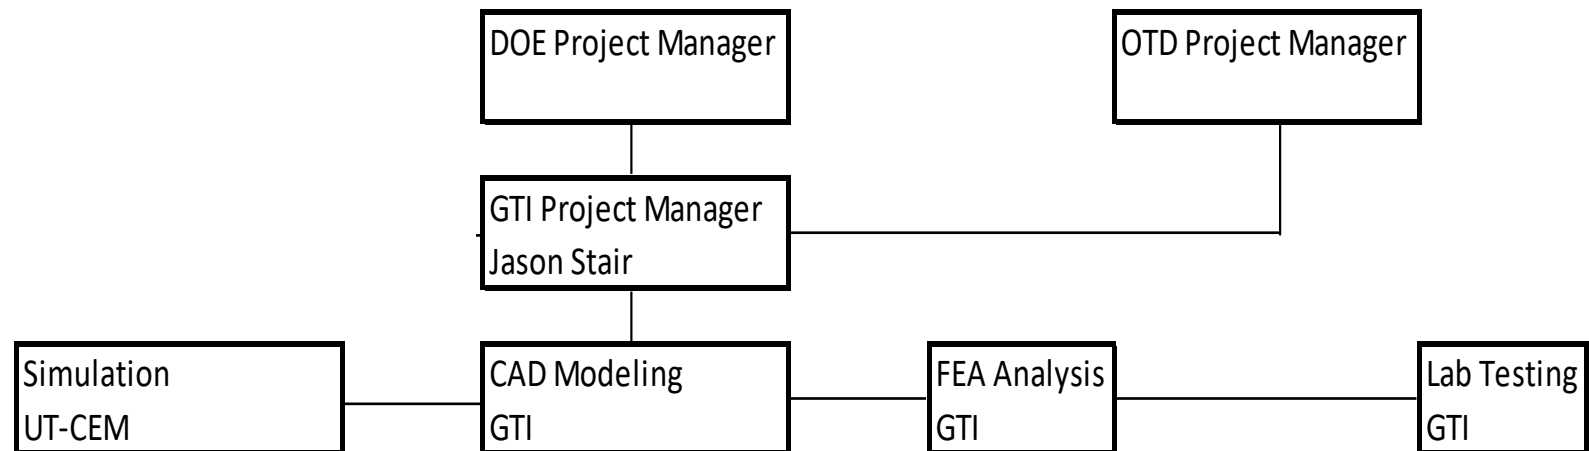 DOE Project Manager
OTD Project Manager
GTI Project Manager
Jason Stair
Simulation
UT-CEM
CAD Modeling
GTI
FEA Analysis
GTI
Lab Testing
GTI